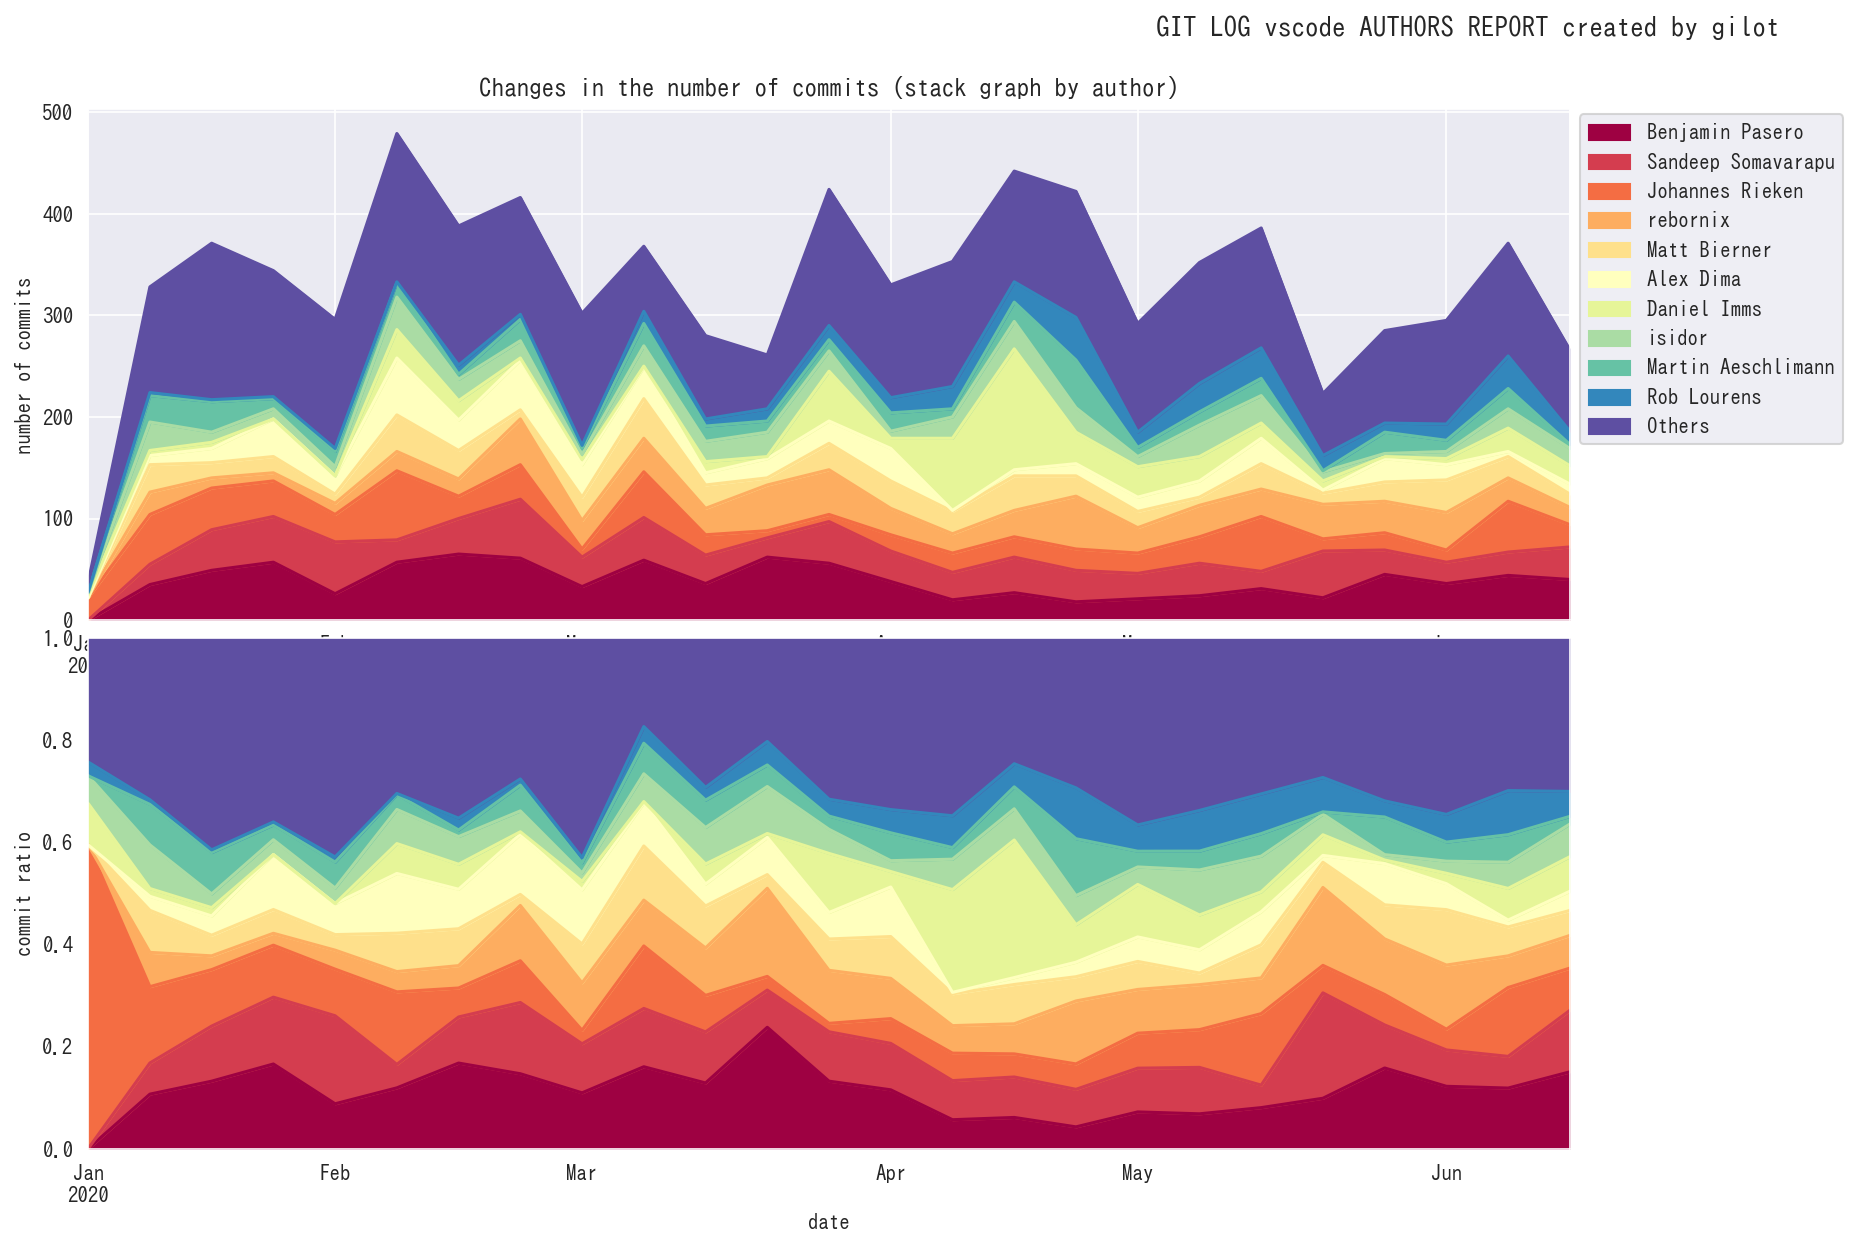 GIT LOG vscode AUTHORS REPORT created by gilot
Changes in the number of commits (stack graph by author)
number of commits
500
400
300
200
100
0
Benjamin Pasero
Sandeep Somavarapu
Johannes Rieken
rebornix
Matt Bierner
Alex Dima
Daniel Imms
isidor
Martin Aeschlimann
Rob Lourens
Others
commit ratio
1.0
0.8
0.6
0.4
0.2
0.0
Jan Feb Mar Apr May Jun
2020
date